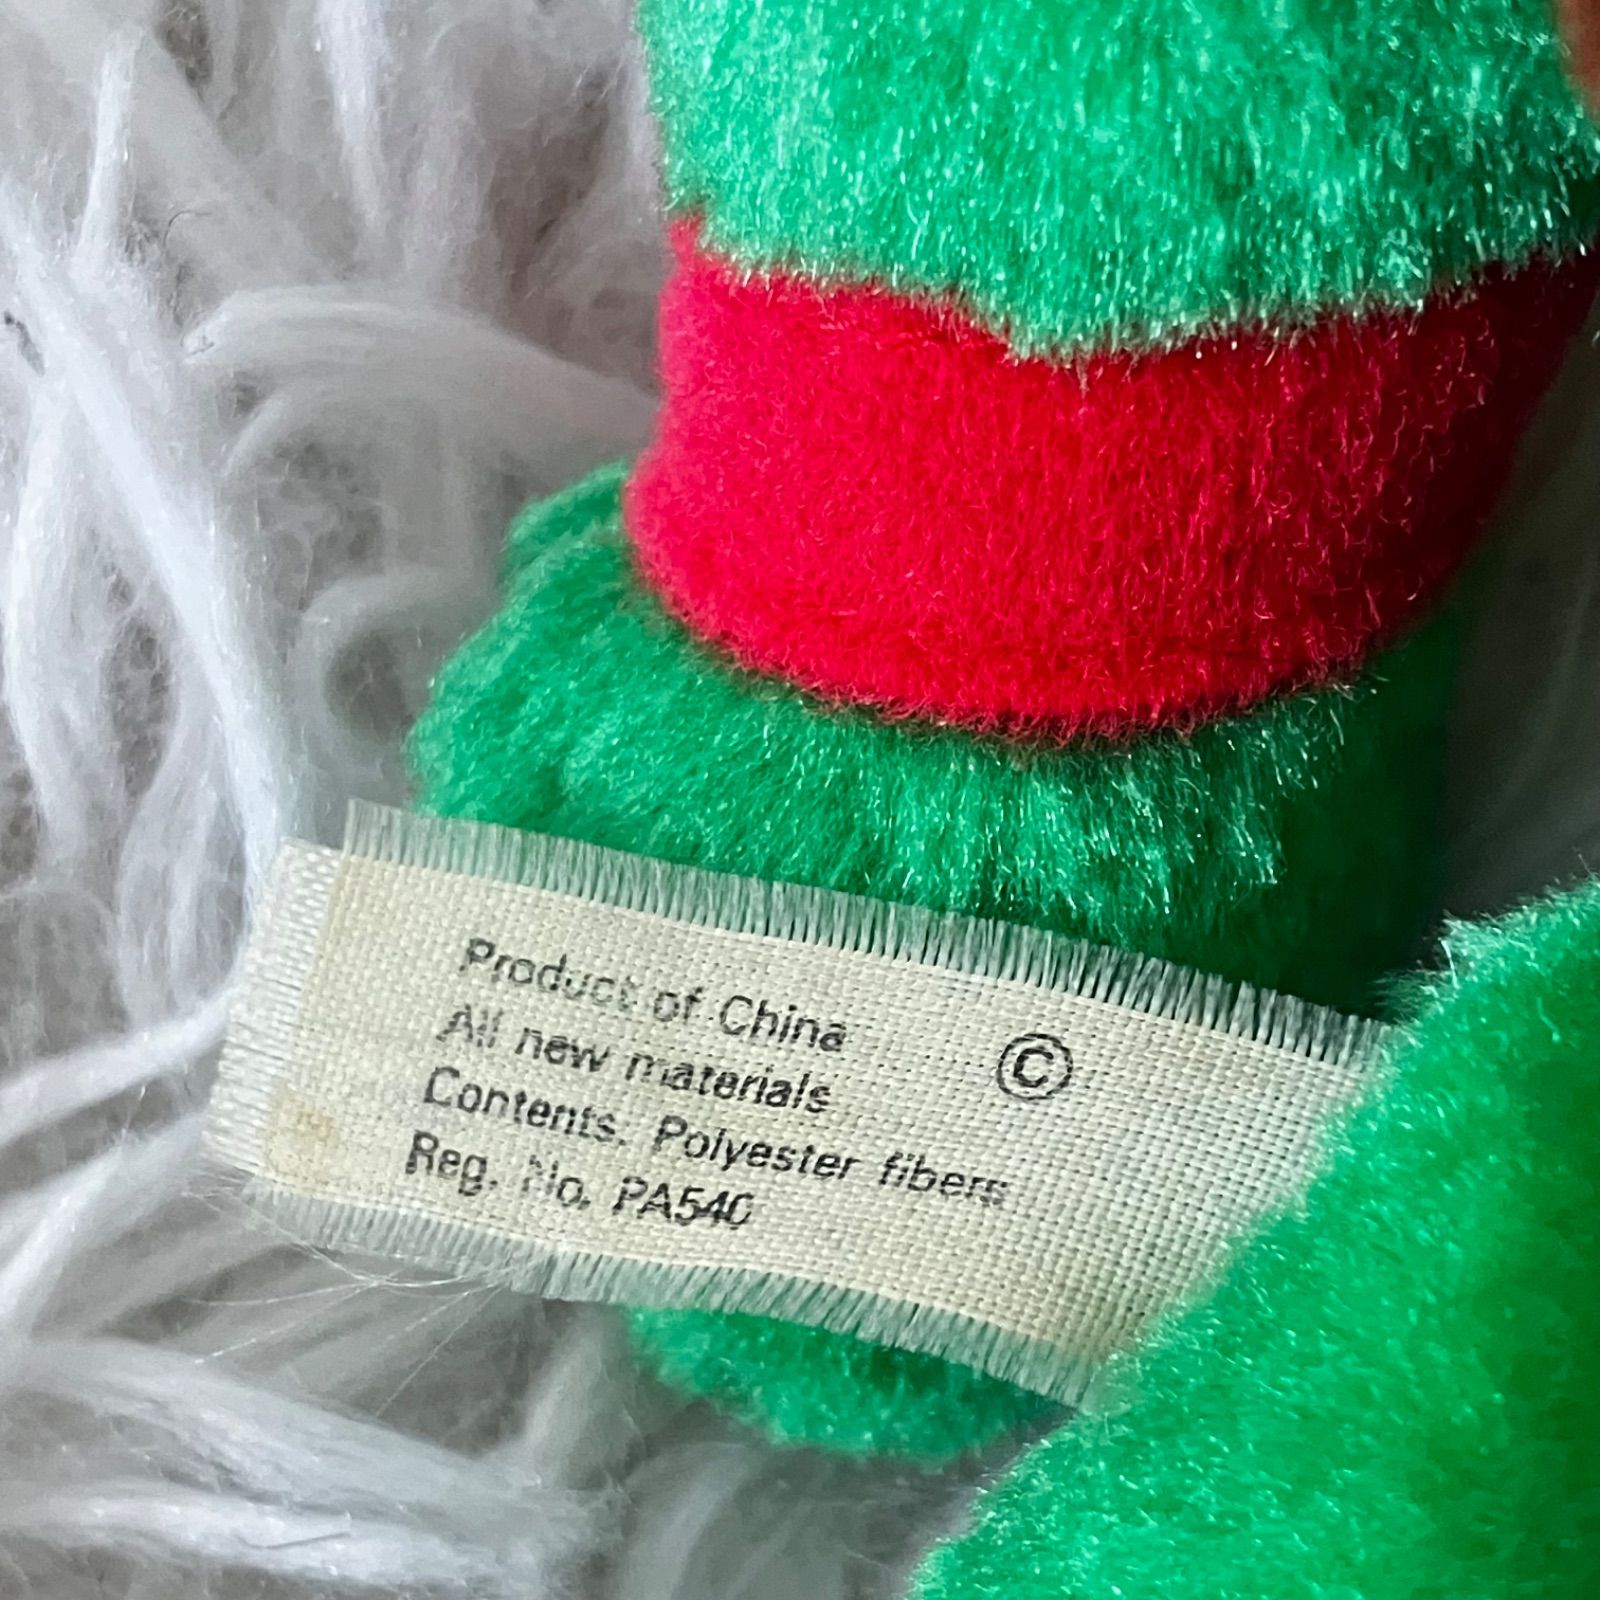 Product of China
©
All new materials
Contents. Polyester fibers
Reg. No. PA540